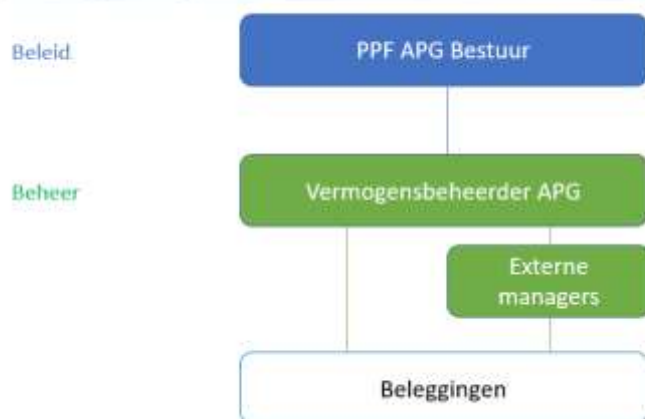 Beleid
PPF APG Bestuur
Beheer
Vermogensbeheerder APG
Externe
managers
Beleggingen